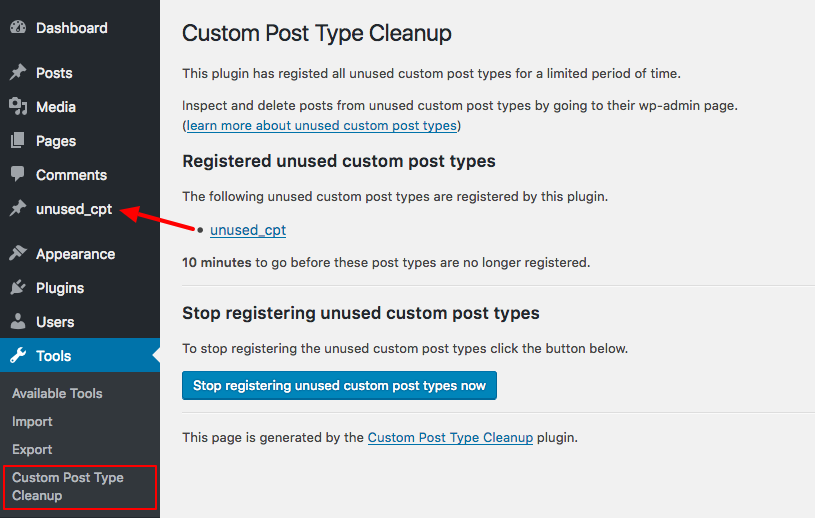 Dashboard
Posts
Media
Pages
Comments
unused_cpt
Appearance
Plugins
Users
Tools
Available Tools
Import
Export
Custom Post Type
Cleanup
Custom Post Type Cleanup
This plugin has registed all unused custom post types for a limited period of time.
Inspect and delete posts from unused custom post types by going to their wp-admin page.
(learn more about unused custom post types)
Registered unused custom post types
The following unused custom post types are registered by this plugin.
• unused_cpt
10 minutes to go before these post types are no longer registered.
Stop registering unused custom post types
To stop registering the unused custom post types click the button below.
Stop registering unused custom post types now
This page is generated by the Custom Post Type Cleanup plugin.